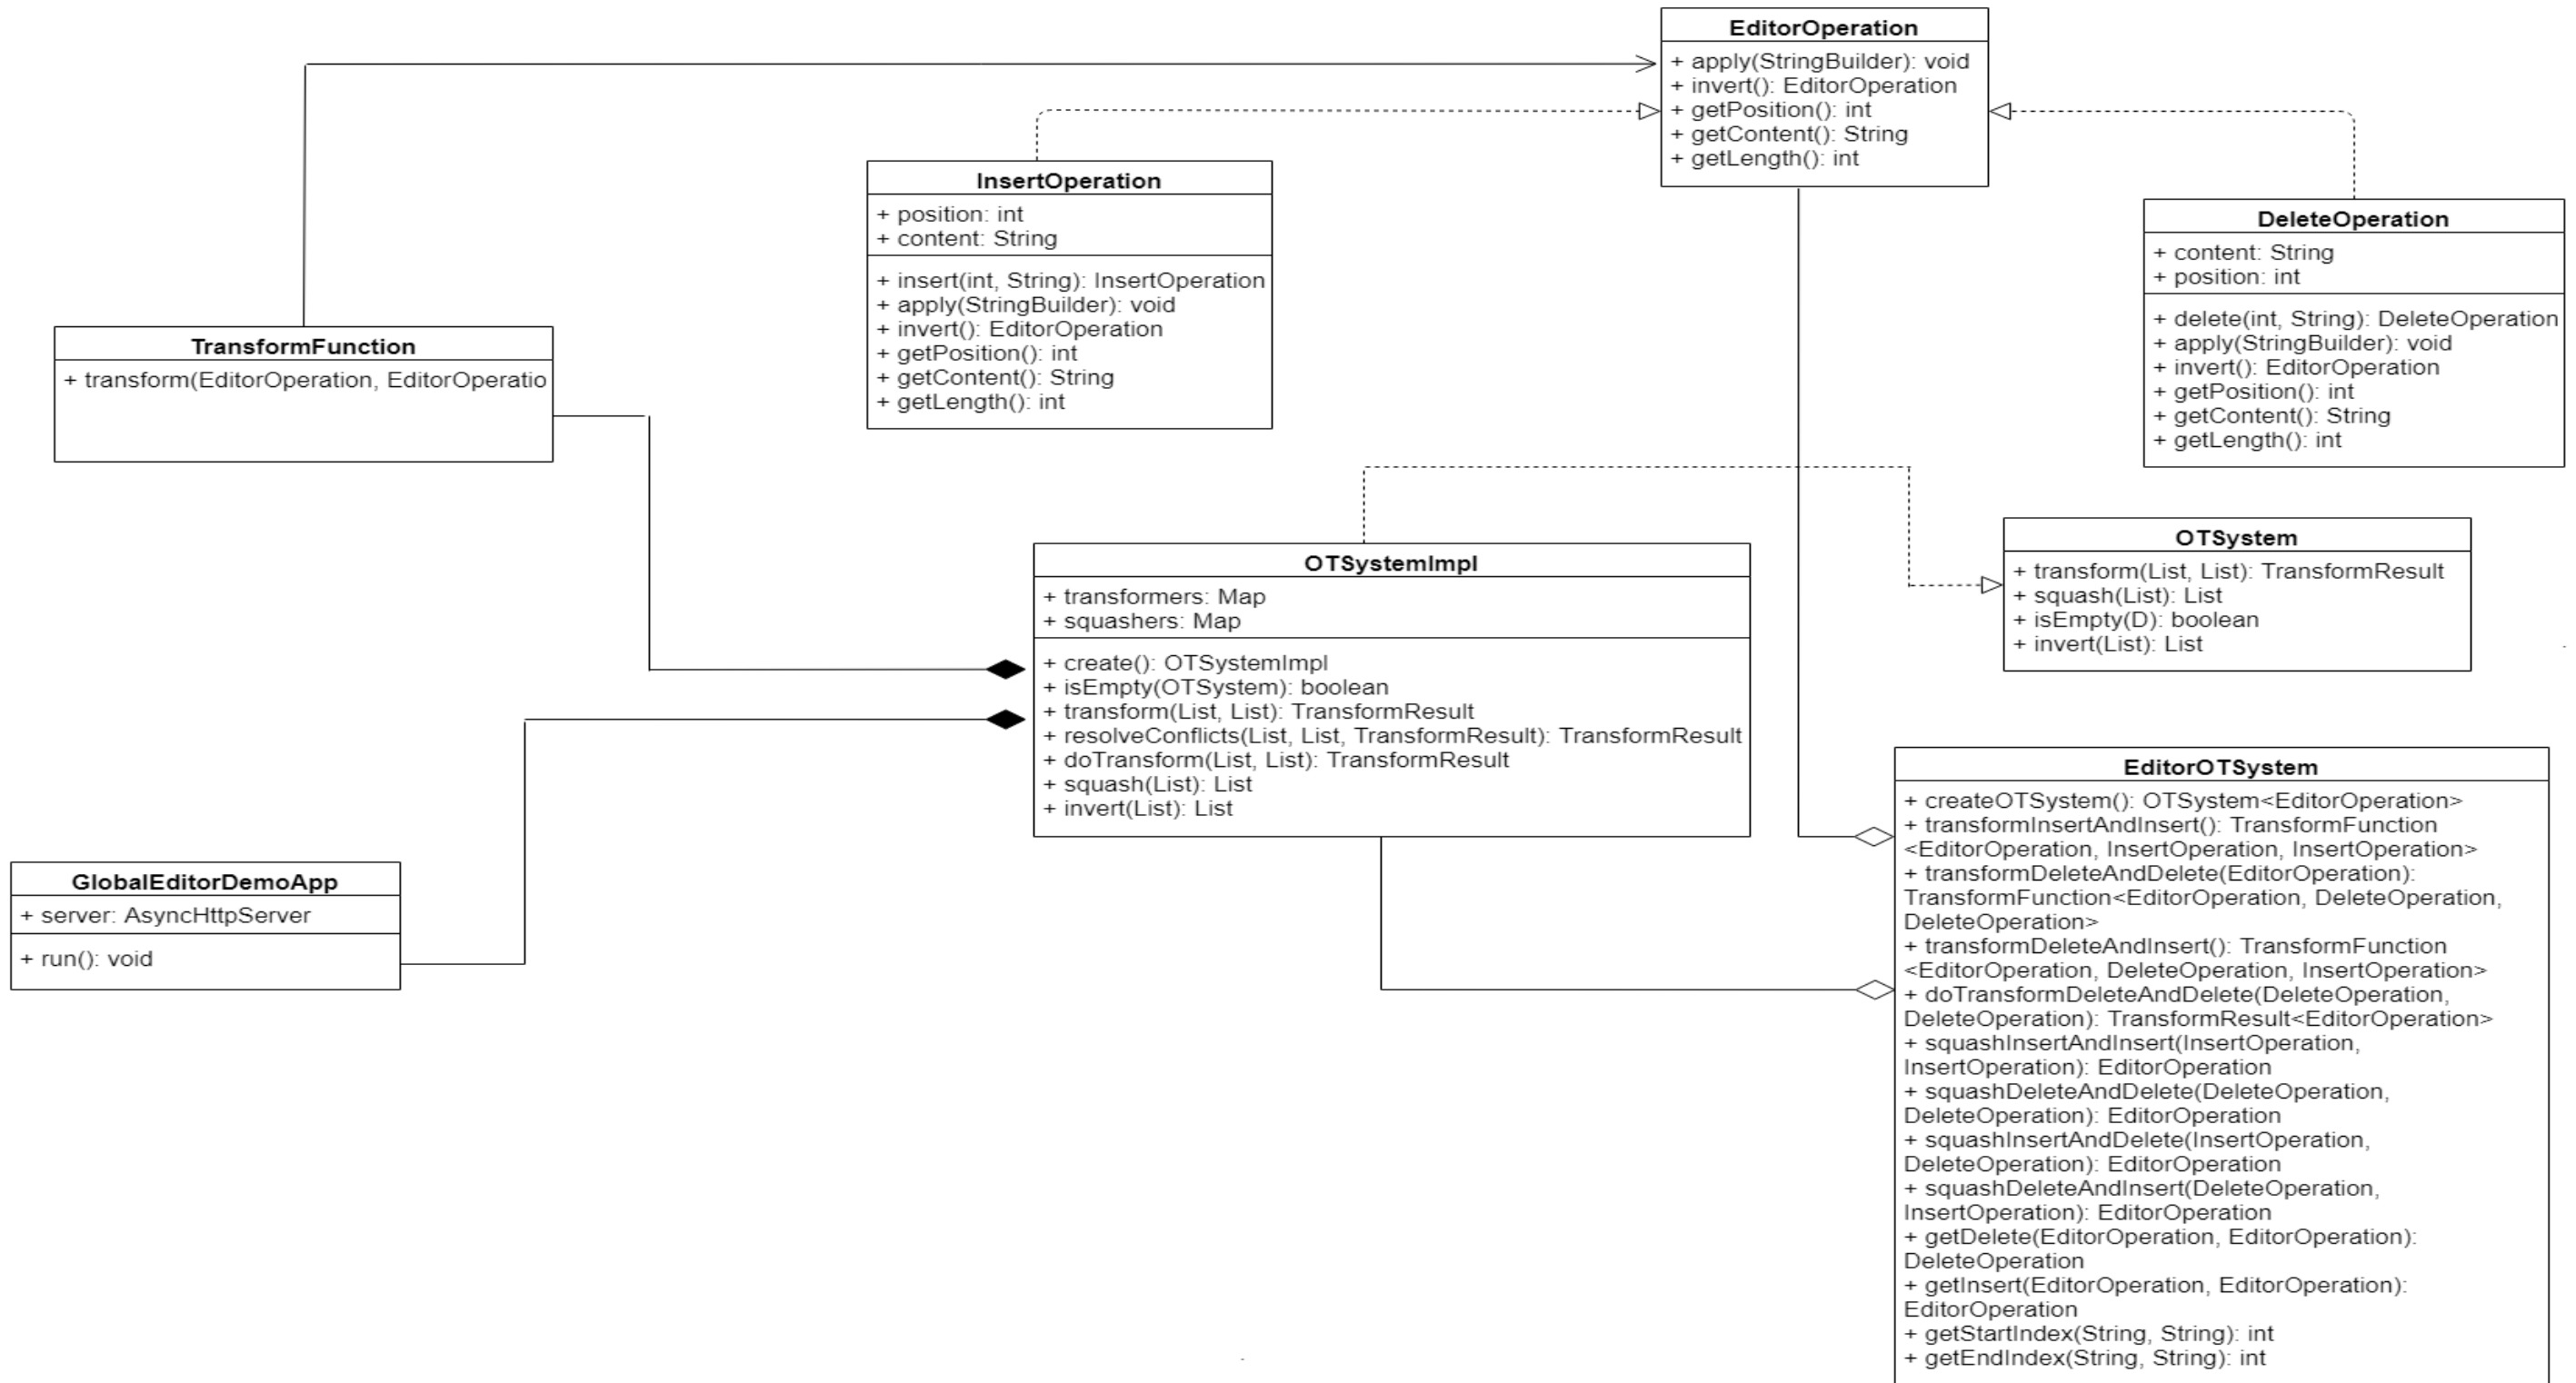 EditorOperation
+ apply(StringBuilder): void
+ invert(): EditorOperation
+ getPosition(): int
+ getContent(): String
+ getLength(): int
InsertOperation
+ position: int
+ content: String
+ insert(int, String): InsertOperation
+ apply(StringBuilder): void
+ invert(): EditorOperation
+ getPosition(): int
+ getContent(): String
+ getLength(): int
DeleteOperation
+ content: String
+ position: int
+ delete(int, String): DeleteOperation
+ apply(StringBuilder): void
+ invert(): EditorOperation
+ getPosition(): int
+ getContent(): String
+ getLength(): int
TransformFunction
+ transform(EditorOperation, EditorOperatio
OTSystemImpl
+ transformers: Map
+ squashers: Map
+ create(): OTSystemImpl
+ isEmpty(OTSystem): boolean
+ transform(List, List): TransformResult
+ resolveConflicts(List, List, TransformResult): TransformResult
+ doTransform(List, List): TransformResult
+ squash(List): List
+ invert(List): List
OTSystem
+ transform(List, List): TransformResult
+ squash(List): List
+ isEmpty(D): boolean
+ invert(List): List
GlobalEditorDemoApp
+ server: AsyncHttpServer
+ run(): void
EditorOTSystem
+ createOTSystem(): OTSystem<EditorOperation>
+ transformInsertAndInsert(): TransformFunction
<EditorOperation, InsertOperation, InsertOperation>
+ transformDeleteAndDelete(EditorOperation):
TransformFunction<EditorOperation, DeleteOperation,
DeleteOperation>
+ transformDeleteAndInsert(): TransformFunction
<EditorOperation, DeleteOperation, InsertOperation>
+ doTransformDeleteAndDelete(DeleteOperation,
DeleteOperation): TransformResult<EditorOperation>
+ squashInsertAndInsert(InsertOperation,
InsertOperation): EditorOperation
+ squashDeleteAndDelete(DeleteOperation,
DeleteOperation): EditorOperation
+ squashInsertAndDelete(InsertOperation,
DeleteOperation): EditorOperation
+ squashDeleteAndInsert(DeleteOperation,
InsertOperation): EditorOperation
+ getDelete(EditorOperation, EditorOperation):
DeleteOperation
+ getInsert(EditorOperation, EditorOperation):
EditorOperation
+ getStartIndex(String, String): int
+ getEndIndex(String, String): int